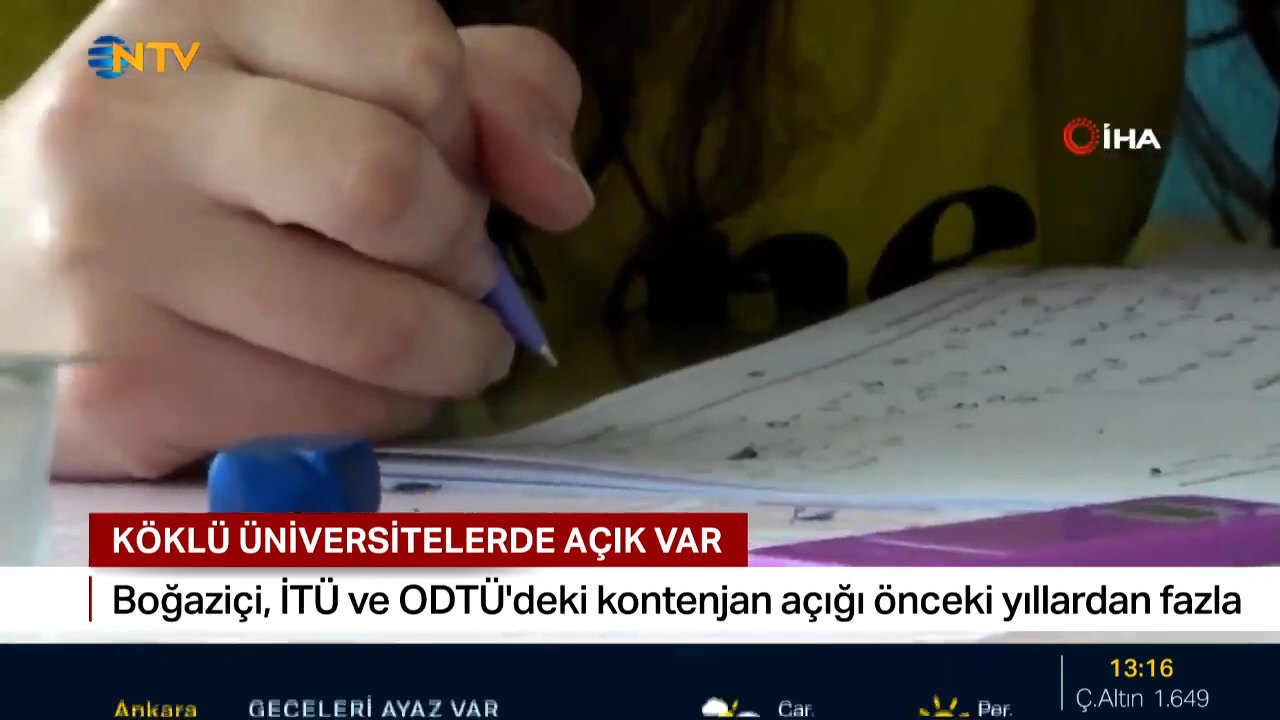 NTV
İHA
KÖKLÜ ÜNİVERSİTELERDE AÇIK VAR
Boğaziçi, İTÜ ve ODTÜ'deki kontenjan açığı önceki yıllardan fazla
13:16
Ç.Altın 1.649
Ankara GECELERİ AYAZ VAR Çar. Per.